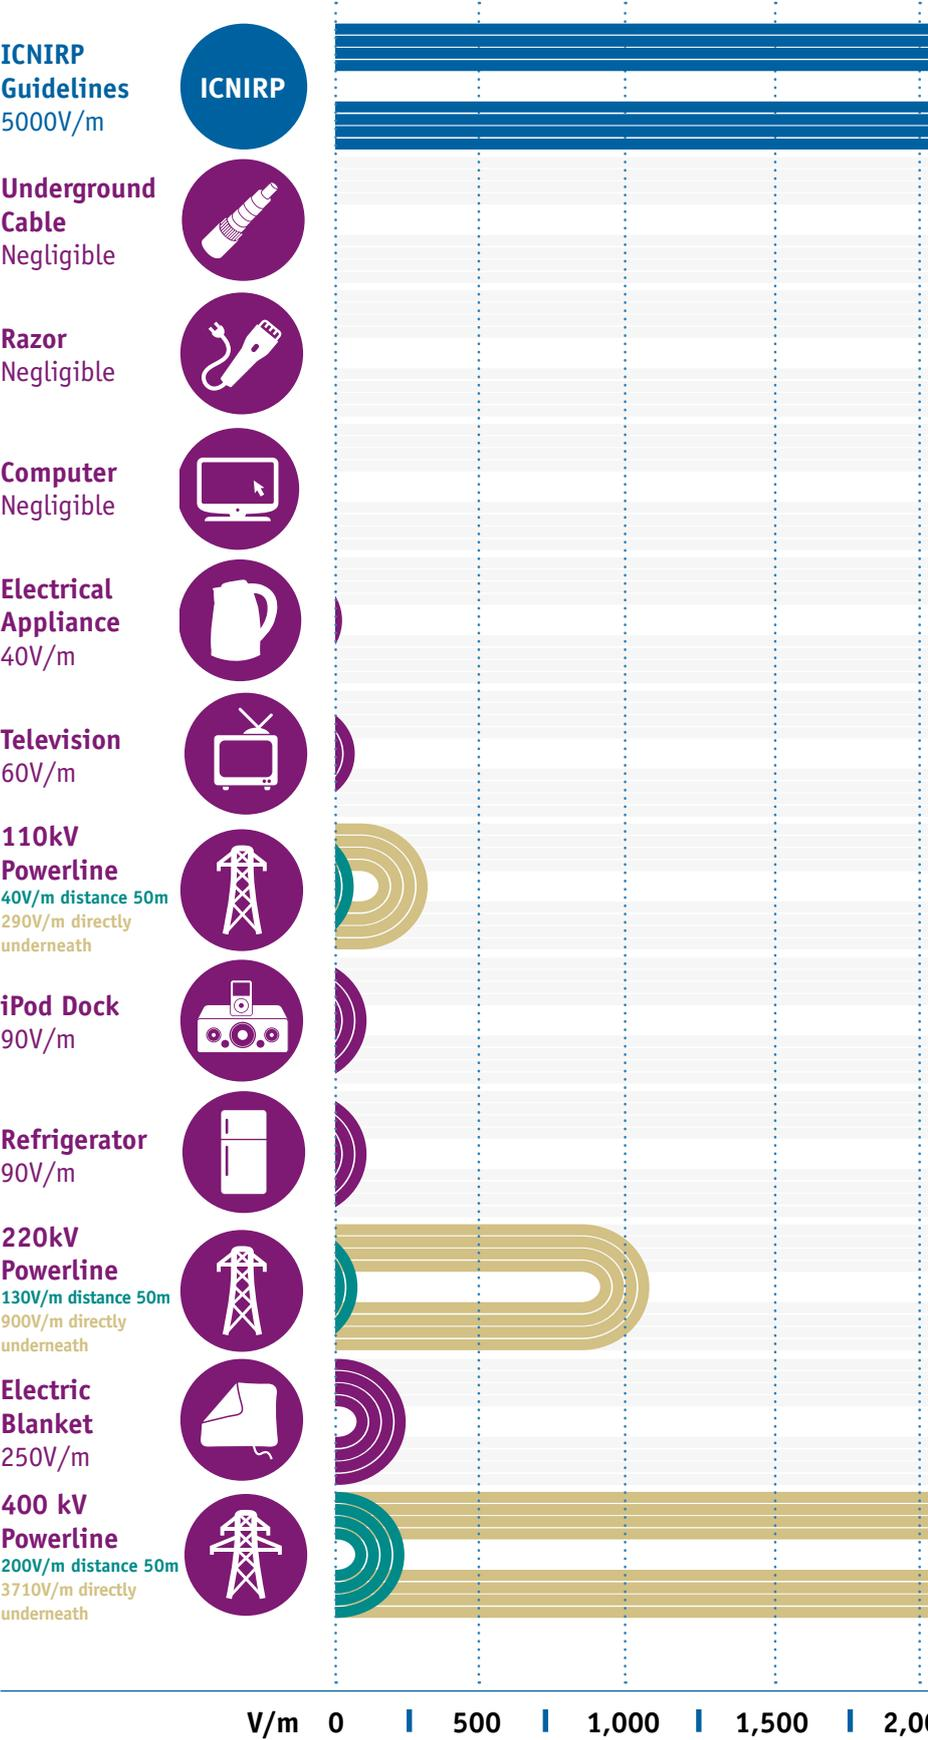 ICNIRP
Guidelines
5000V/m
ICNIRP
Underground
Cable
Negligible
Razor
Negligible
Computer
Negligible
Electrical
Appliance
40V/m
Television
60V/m
110kV
Powerline
40V/m distance 50m
290V/m directly
underneath
iPod Dock
90V/m
Refrigerator
90V/m
220kV
Powerline
130V/m distance 50m
900V/m directly
underneath
Electric
Blanket
250V/m
400 kV
Powerline
200V/m distance 50m
3710V/m directly
underneath
V/m 0 500 1,000 1,500